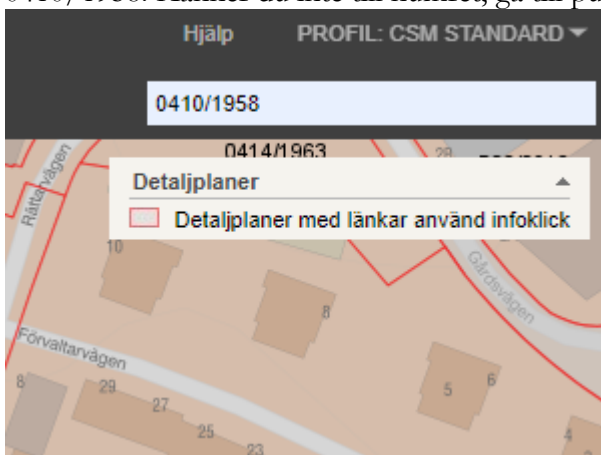 Hjälp PROFIL: CSM STANDARD
0410/1958
0414/1963
28
Detaljplaner
Detaljplaner med länkar använd infoklick
Rättarvägen
10
Gårdsvägen
8
Förvaltarvägen
8
29
5
6
27
25
23
4